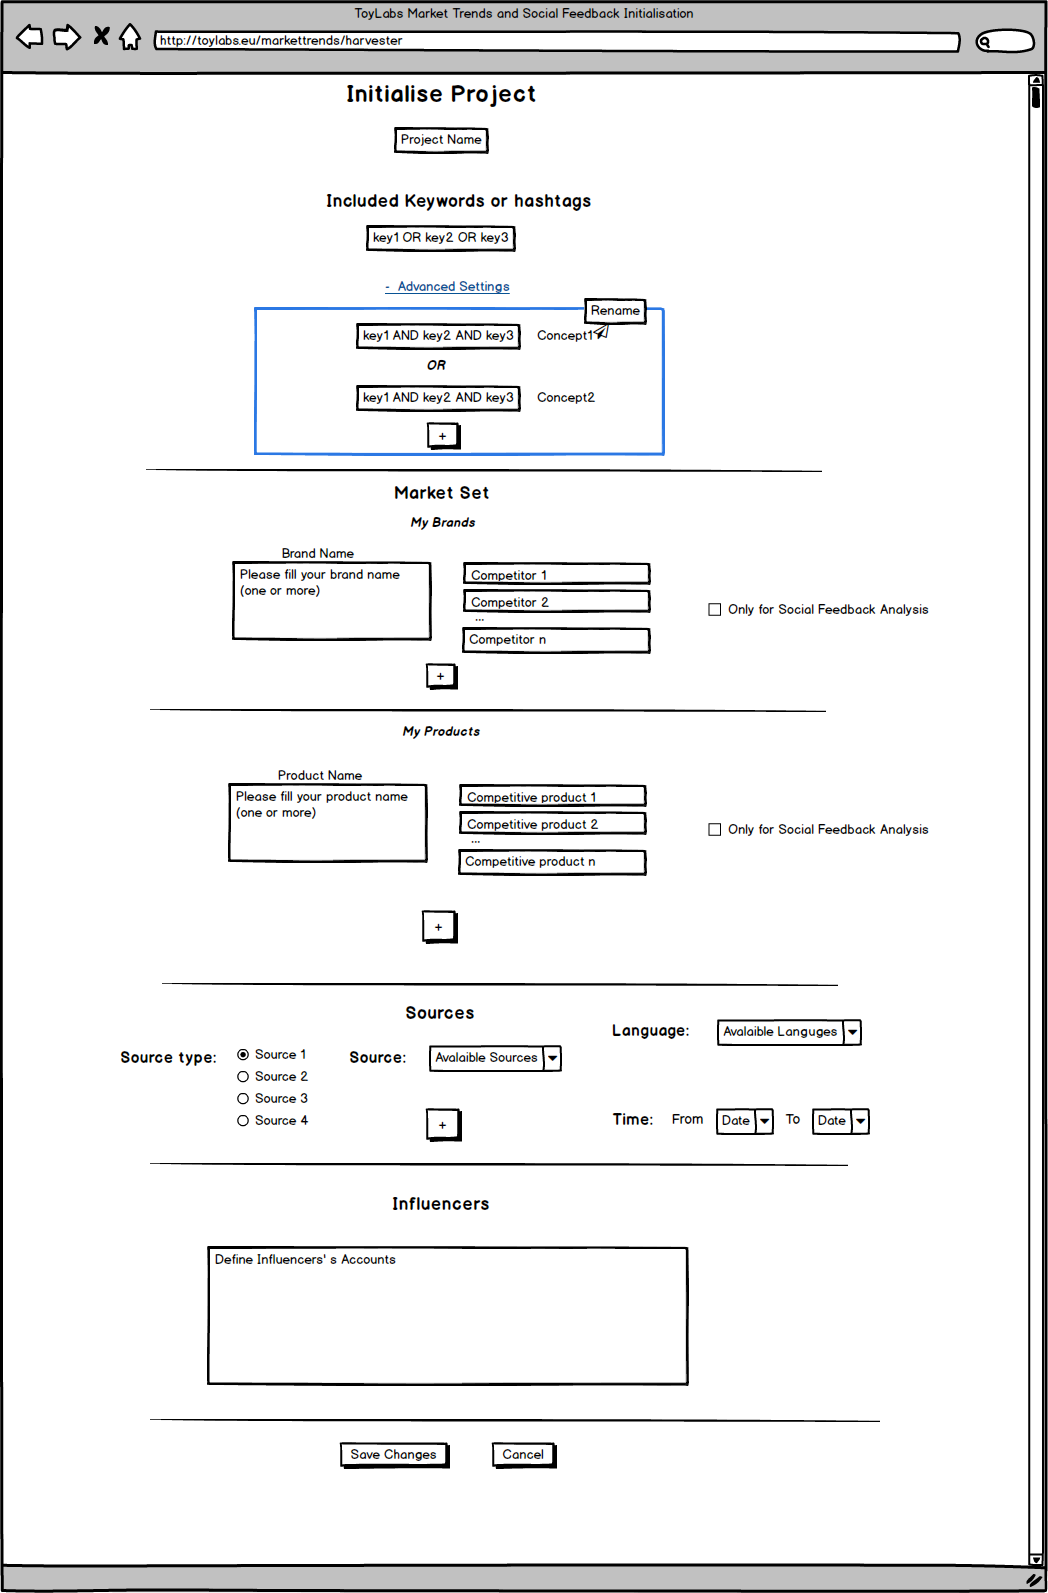 ToyLabs Market Trends and Social Feedback Initialisation
http://toylabs.eu/markettrends/harvester
Initialise Project
Project Name
Included Keywords or hashtags
key1 OR key2 OR key3
- Advanced Settings
Rename
key1 AND key2 AND key3 Concept1
OR
key1 AND key2 AND key3 Concept2
+
Market Set
My Brands
Brand Name
Please fill your brand name
(one or more)
Competitor 1
Competitor 2
...
Competitor n
Only for Social Feedback Analysis
+
My Products
Product Name
Please fill your product name
(one or more)
Competitive product 1
Competitive product 2
...
Competitive product n
Only for Social Feedback Analysis
+
Sources
Source type:
Source 1
Source 2
Source 3
Source 4
Source: Avalaible Sources
+
Language: Avalaible Languges
Time: From Date To Date
Influencers
Define Influencers' s Accounts
Save Changes Cancel